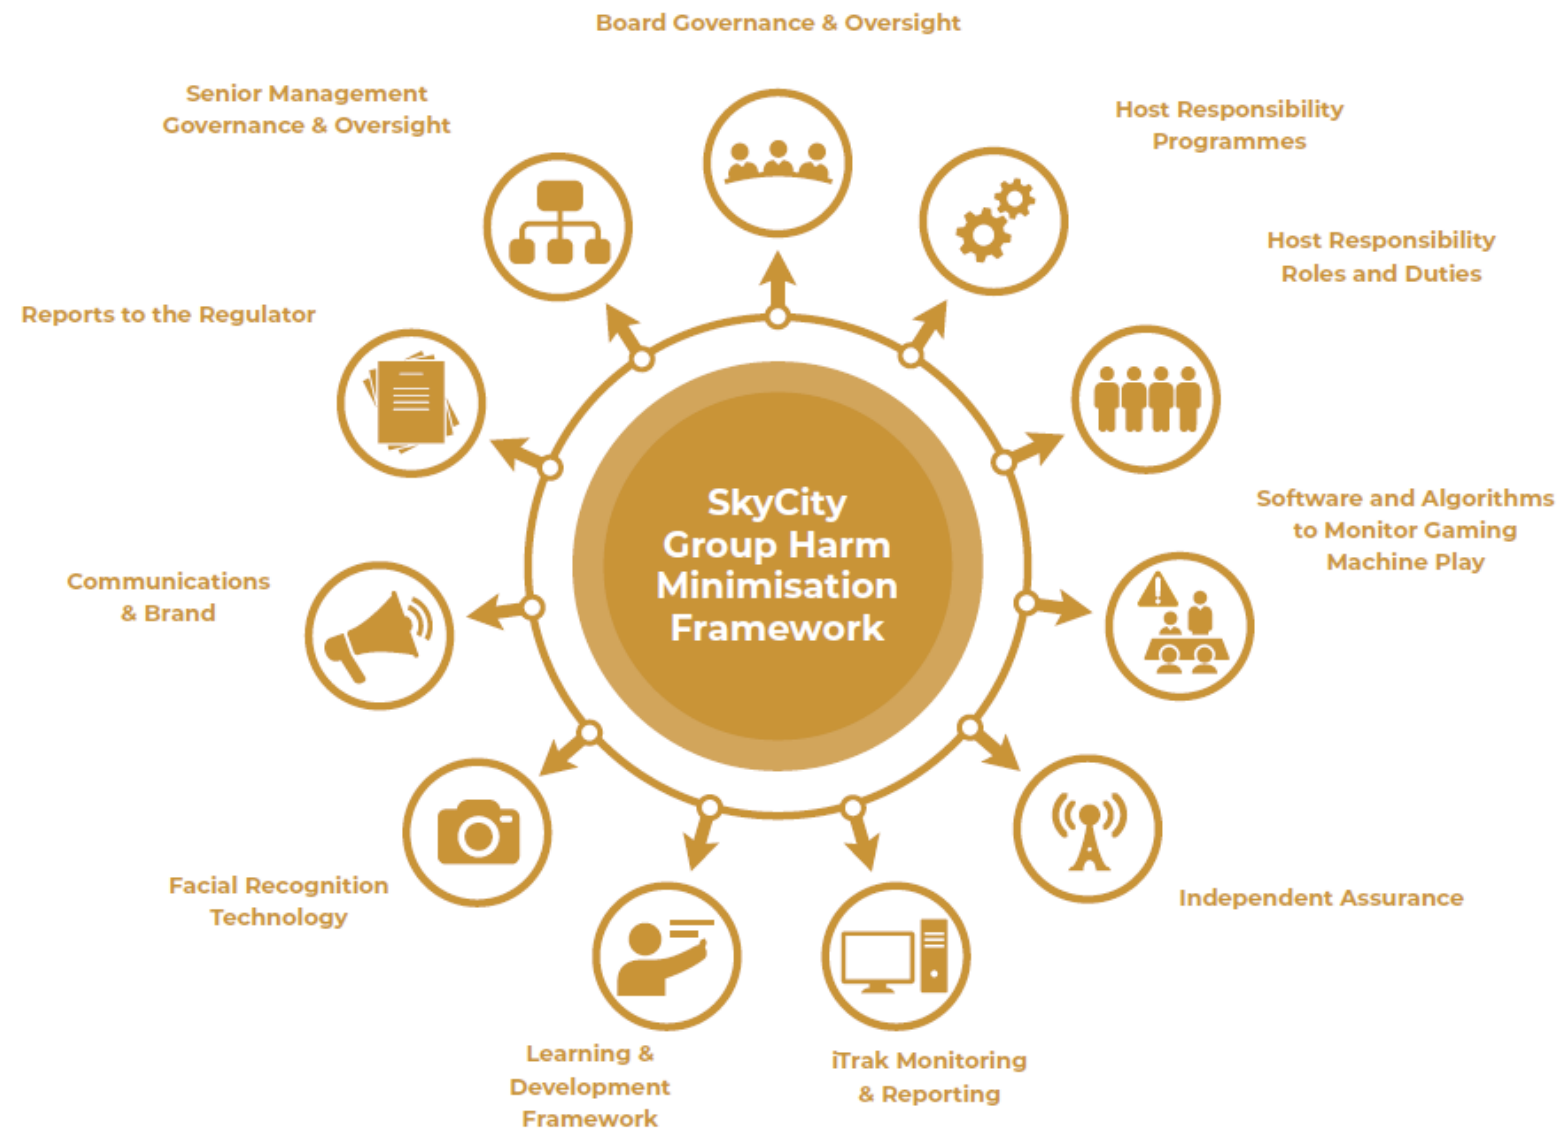 Board Governance & Oversight
Senior Management
Governance & Oversight
Host Responsibility
Programmes
Host Responsibility
Roles and Duties
Reports to the Regulator
SkyCity
Group Harm
Minimisation
Framework
Software and Algorithms
to Monitor Gaming
Machine Play
Communications
& Brand
Facial Recognition
Technology
Independent Assurance
Learning &
Development
Framework
iTrak Monitoring
& Reporting